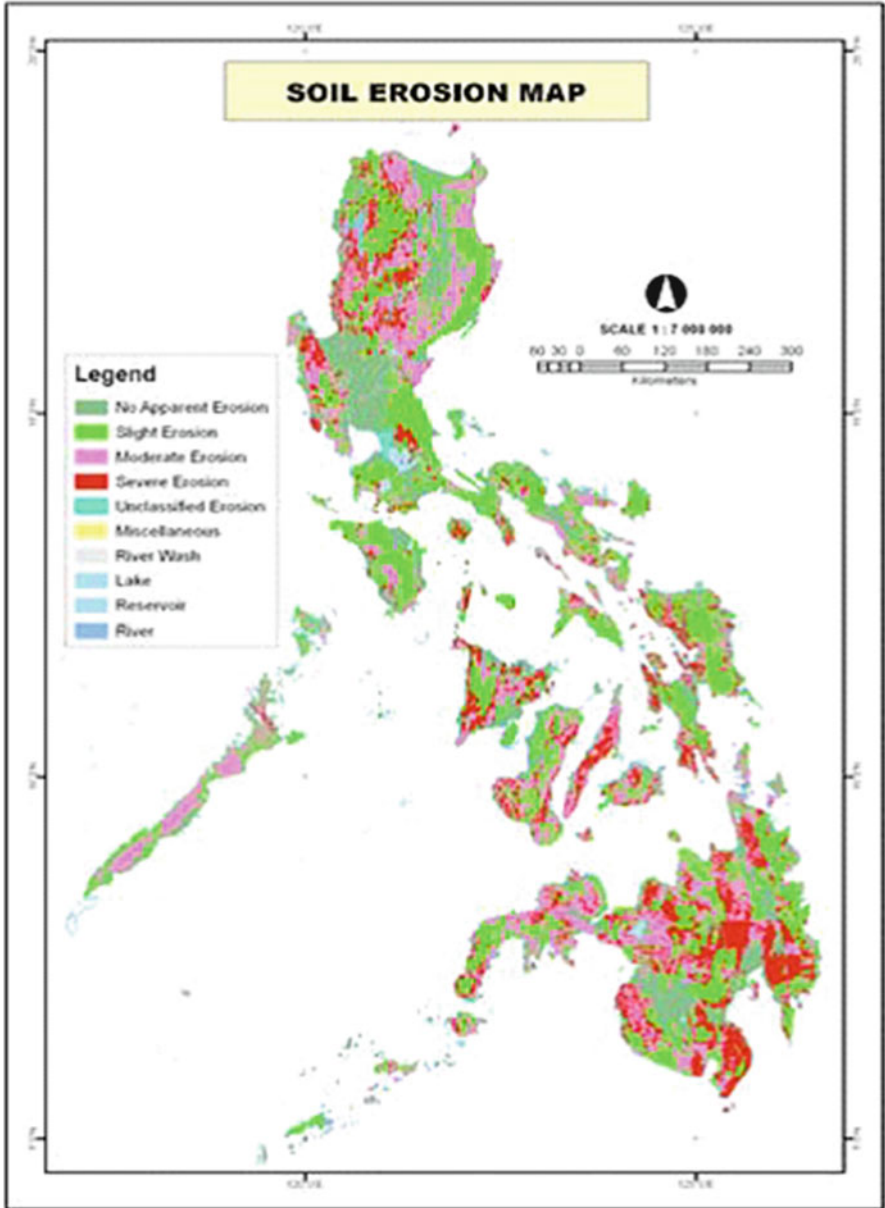 SOIL EROSION MAP
SCALE 1 : 7 000 000
60 30 0 60 120 180 240 300
Kilometers
Legend
No Apparent Erosion
Slight Erosion
Moderate Erosion
Severe Erosion
Unclassified Erosion
Miscellaneous
River Wash
Lake
Reservoir
River